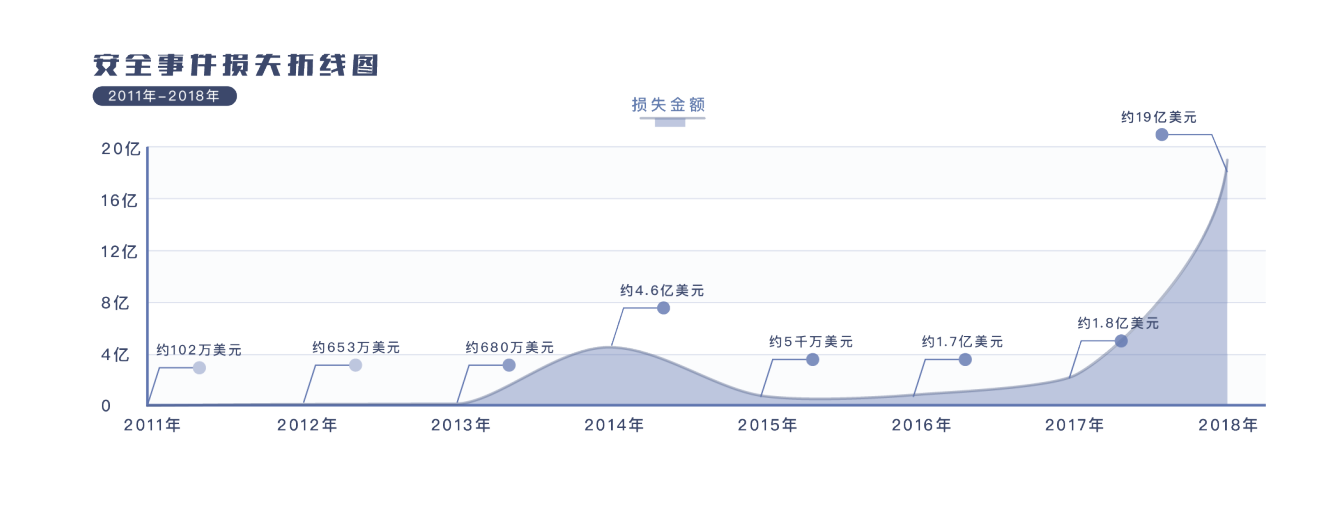 安全事件损失折线图
2011年-2018年
损失金额
约19亿美元
20亿
16亿
12亿
8亿
约4.6亿美元
约1.8亿美元
约5千万美元
约1.7亿美元
4亿
约102万美元
约653万美元
约680万美元
0
2011年
2012年
2013年
2014年
2015年
2016年
2017年
2018年